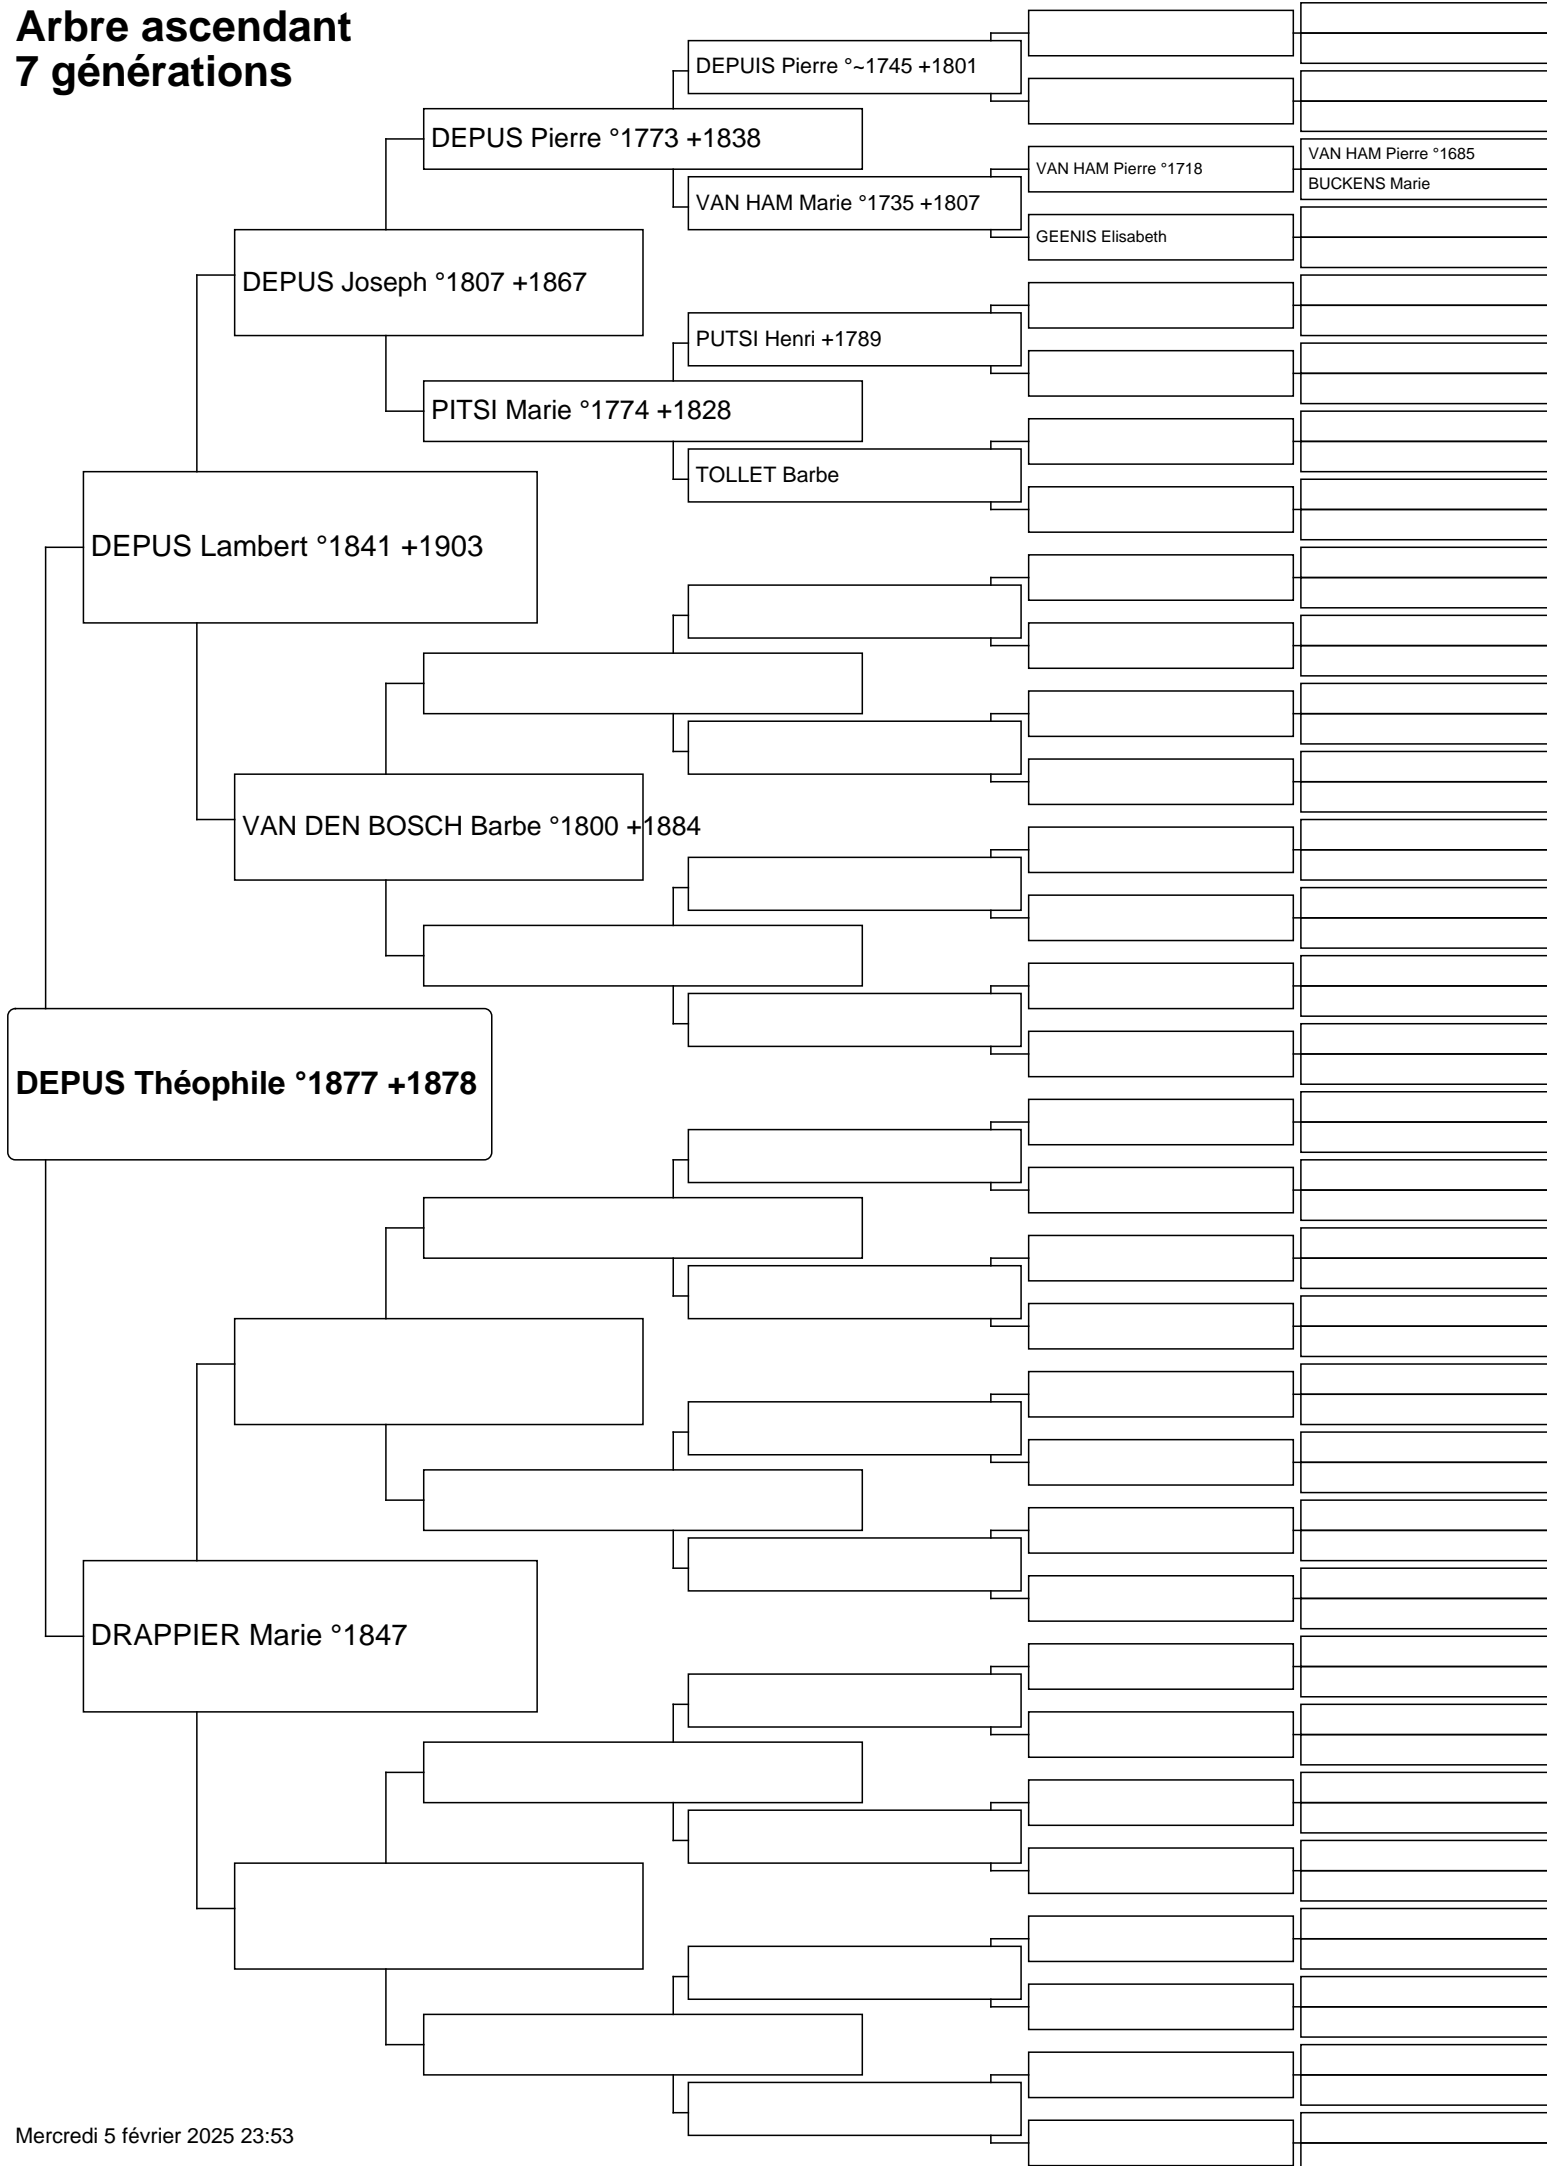 Arbre ascendant
7 générations
DEPUIS Pierre °~1745 +1801
DEPUS Pierre °1773 +1838
VAN HAM Pierre °1685
VAN HAM Pierre °1718
BUCKENS Marie
VAN HAM Marie °1735 +1807
GEENIS Elisabeth
DEPUS Joseph °1807 +1867
PUTSI Henri +1789
PITSI Marie °1774 +1828
TOLLET Barbe
DEPUS Lambert °1841 +1903
VAN DEN BOSCH Barbe °1800 +1884
DEPUS Théophile °1877 +1878
DRAPPIER Marie °1847
Mercredi 5 février 2025 23:53